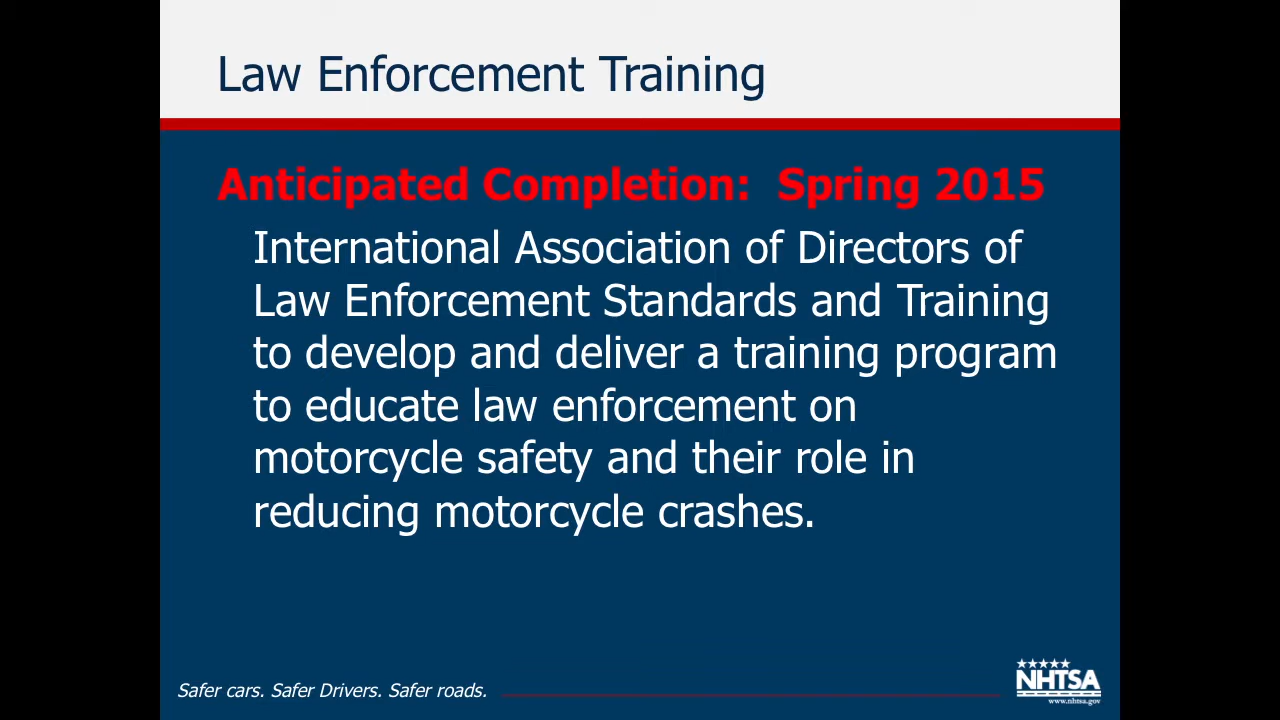 Law Enforcement Training
Anticipated Completion: Spring 2015
International Association of Directors of
Law Enforcement Standards and Training
to develop and deliver a training program
to educate law enforcement on
motorcycle safety and their role in
reducing motorcycle crashes.
Safer cars. Safer Drivers. Safer roads.
NHTSA
www.nhtsa.gov